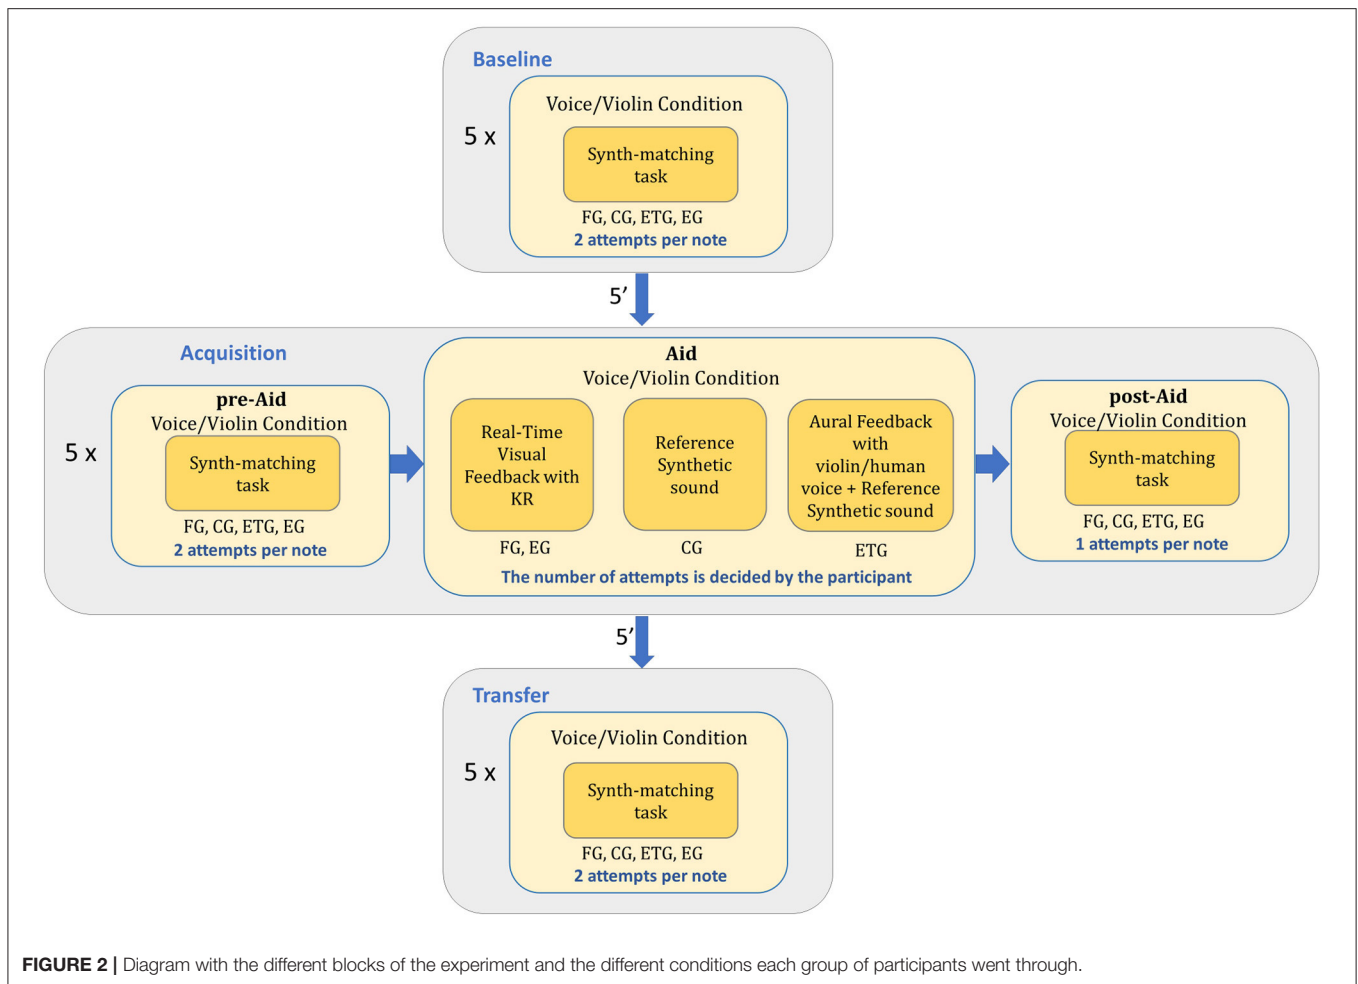 Baseline
5 x
Voice/Violin Condition
Synth-matching
task
FG, CG, ETG, EG
2 attempts per note
5’
Acquisition
5 x
pre-Aid
Voice/Violin Condition
Synth-matching
task
FG, CG, ETG, EG
2 attempts per note
Aid
Voice/Violin Condition
Real-Time
Visual
Feedback with
KR
FG, EG
Reference
Synthetic
sound
CG
Aural Feedback
with
violin/human
voice + Reference
Synthetic sound
ETG
The number of attempts is decided by the participant
post-Aid
Voice/Violin Condition
Synth-matching
task
FG, CG, ETG, EG
1 attempts per note
5’
Transfer
5 x
Voice/Violin Condition
Synth-matching
task
FG, CG, ETG, EG
2 attempts per note
FIGURE 2 | Diagram with the different blocks of the experiment and the different conditions each group of participants went through.